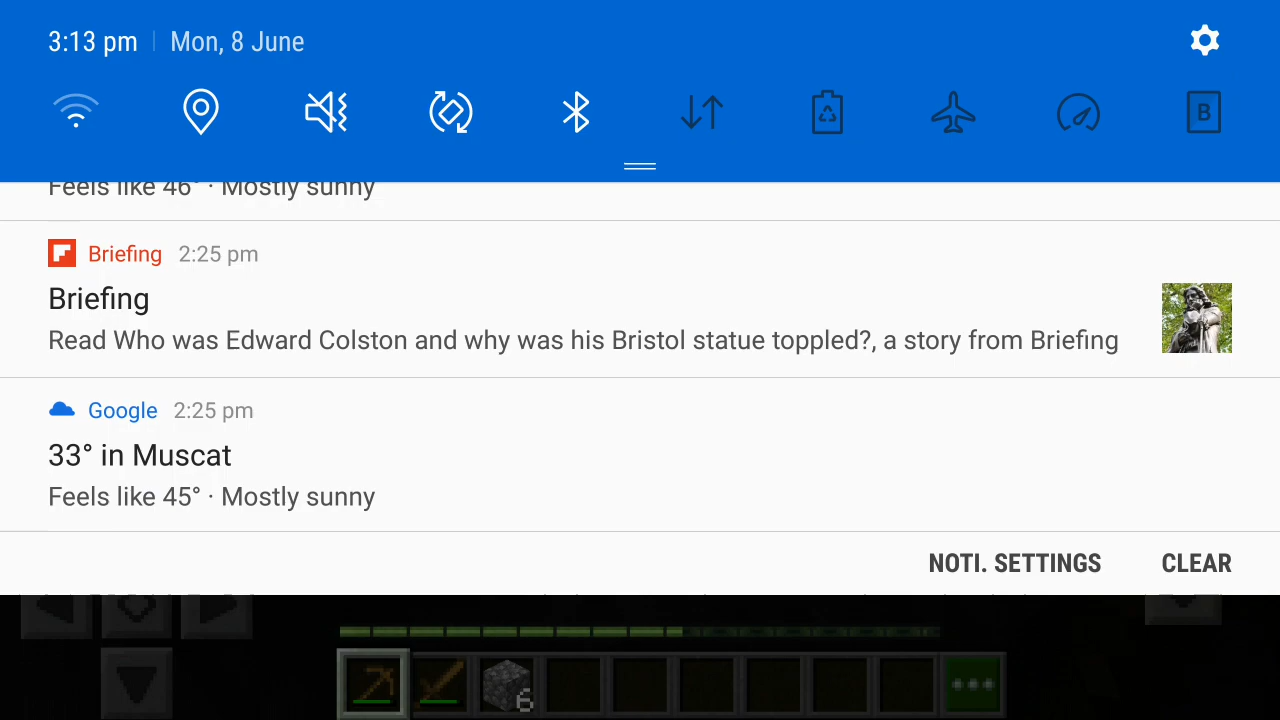 3:13 pm | Mon, 8 June
B
Feels like 46° · Mostly sunny
Briefing 2:25 pm
Briefing
Read Who was Edward Colston and why was his Bristol statue toppled?, a story from Briefing
Google 2:25 pm
33° in Muscat
Feels like 45° · Mostly sunny
NOTI. SETTINGS CLEAR
6